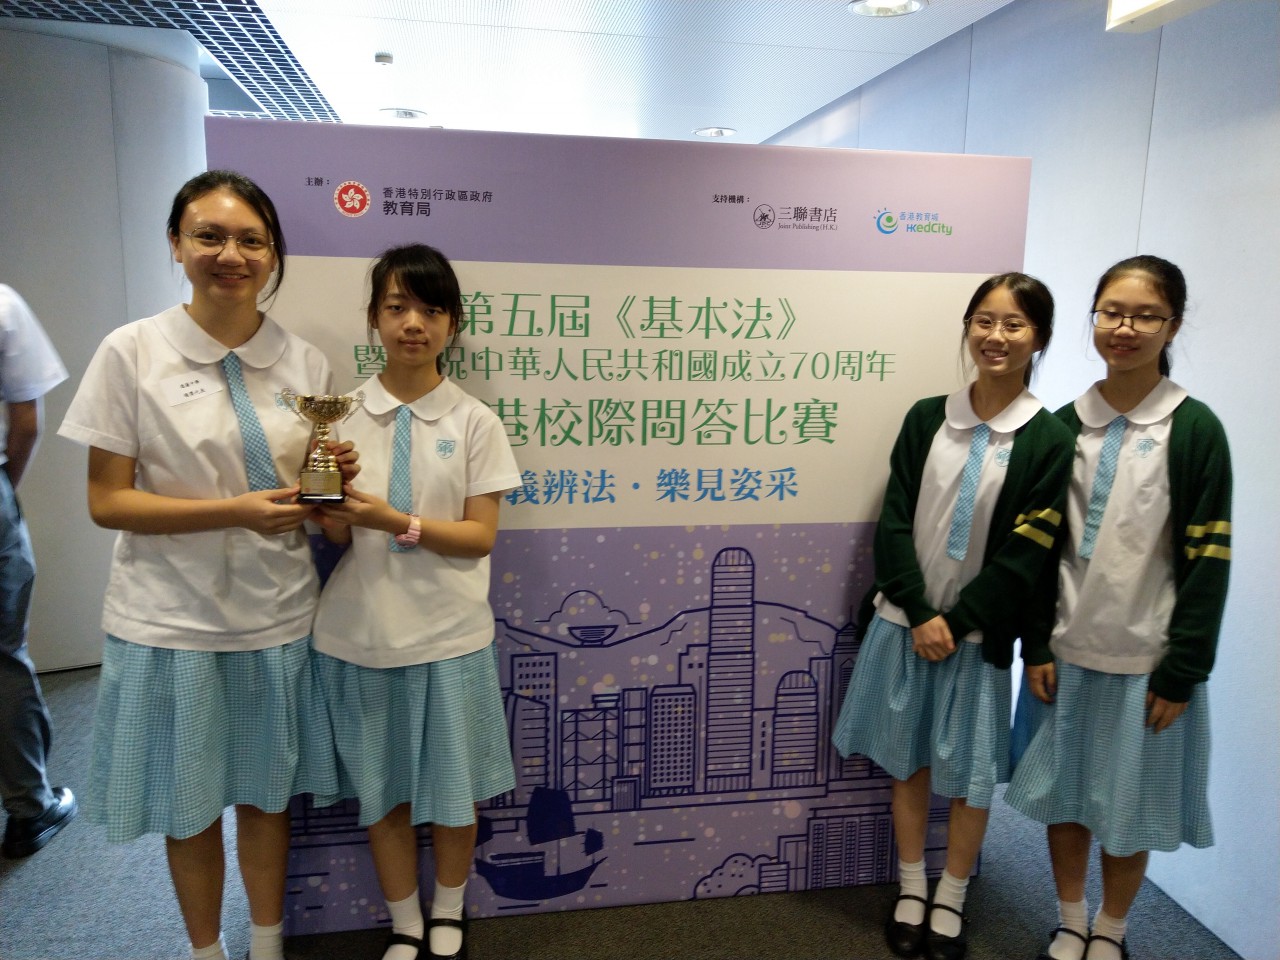 主辦：
香港特別行政區政府
教育局
支持機構：
三聯書店
Joint Publishing (H.K.)
香港教育城
HKedCity
第五屆《基本法》
暨 祝中華人民共和國成立70周年
港校際問答比賽
義辨法·樂見姿采